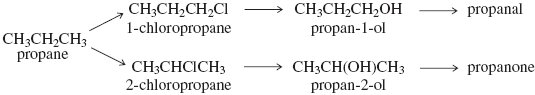 CH₃CH₂CH₂Cl ⟶ CH₃CH₂CH₂OH ⟶ propanal
1-chloropropane propan-1-ol
CH₃CH₂CH₃
propane
CH₃CHClCH₃ ⟶ CH₃CH(OH)CH₃ ⟶ propanone
2-chloropropane propan-2-ol